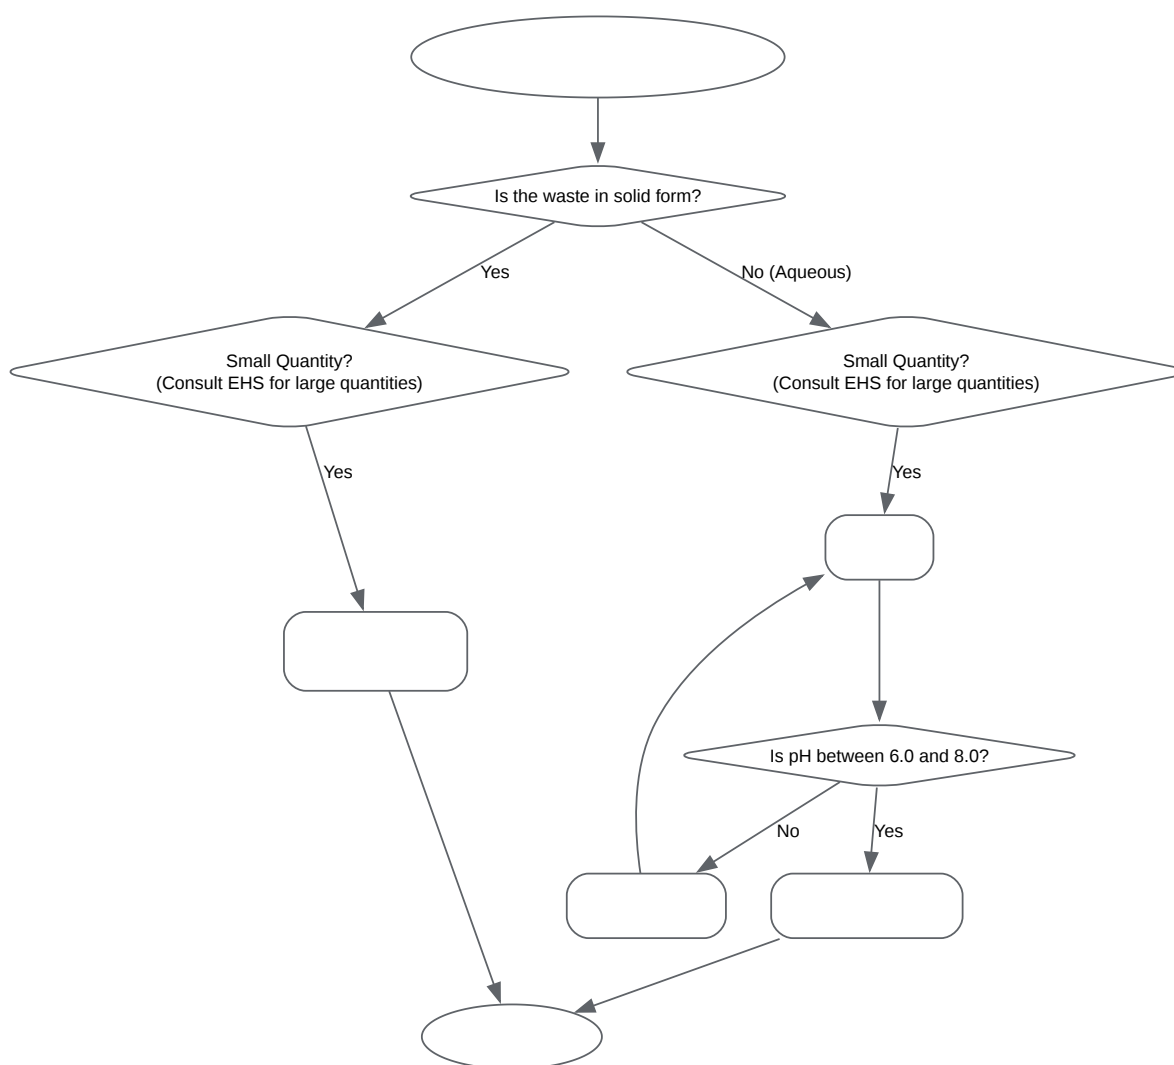 Is the waste in solid form?
Yes
No (Aqueous)
Small Quantity?
(Consult EHS for large quantities)
Small Quantity?
(Consult EHS for large quantities)
Yes
Yes
Is pH between 6.0 and 8.0?
No
Yes